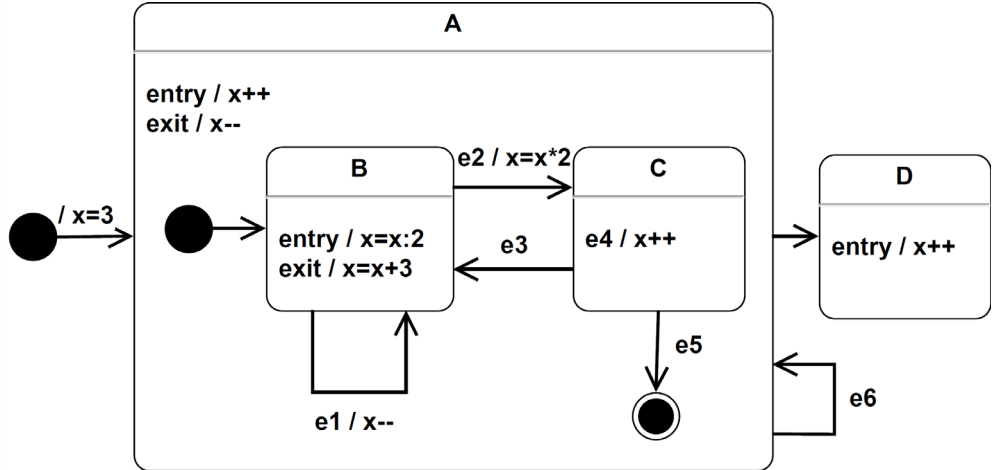 A
entry / x++
exit / x--
/ x=3
B
entry / x=x:2
exit / x=x+3
e1 / x--
e2 / x=x*2
e3
C
e4 / x++
e5
D
entry / x++
e6